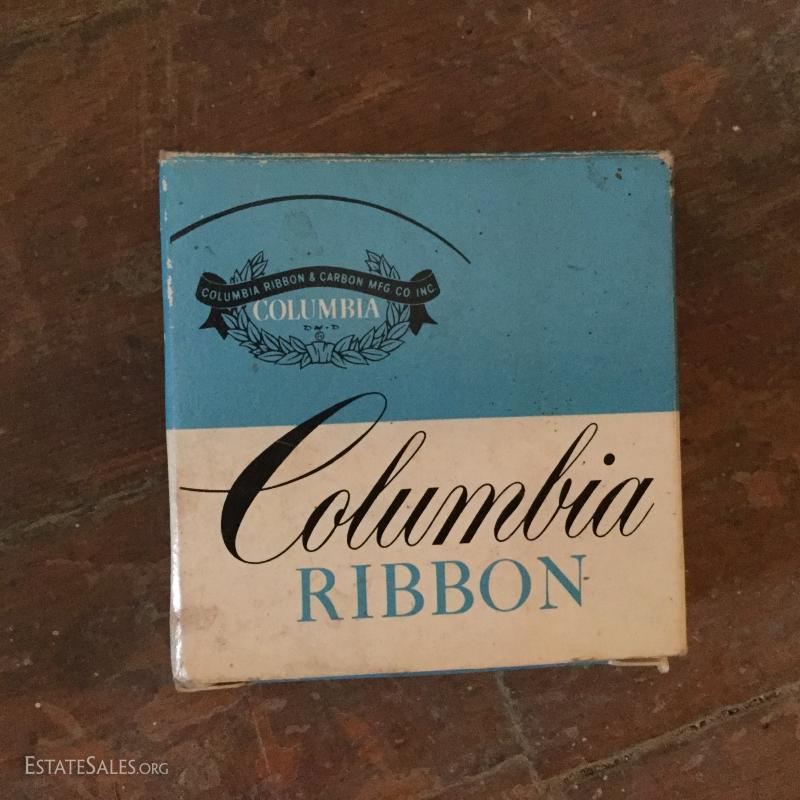 COLUMBIA RIBBON & CARBON MFG. CO. INC.
COLUMBIA
Columbia
RIBBON
ESTATESALES.ORG